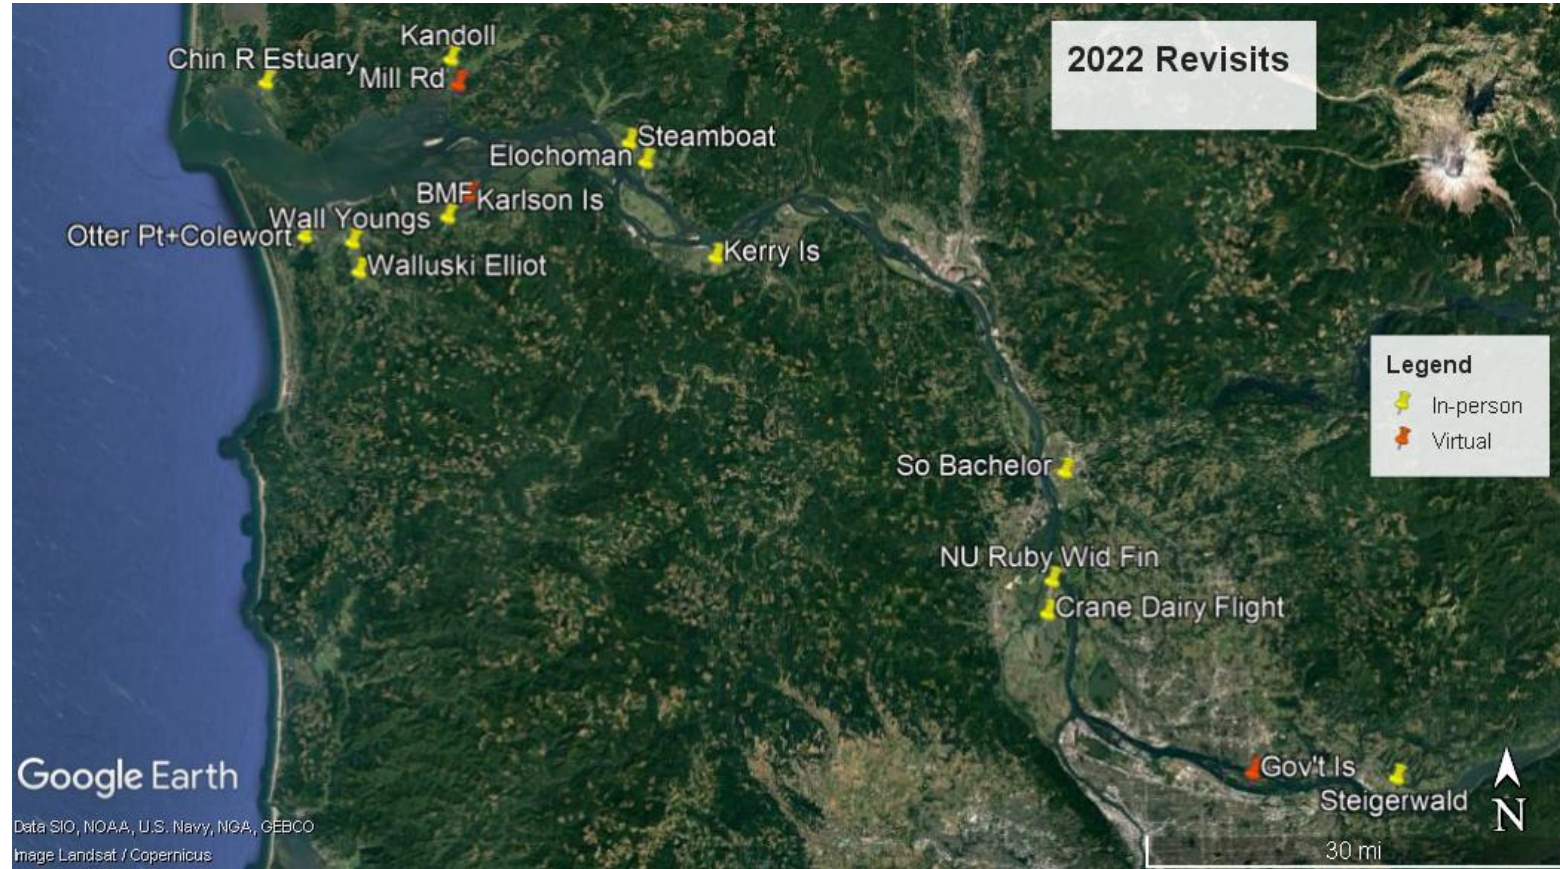 2022 Revisits
Kandoll
Chin R Estuary
Mill Rd
Steamboat
Elochoman
BMF
Karlson Is
Wall Youngs
Otter Pt+Colewort
Walluski Elliot
Kerry Is
Legend
In-person
Virtual
So Bachelor
NU Ruby Wid Fin
Crane Dairy Flight
Gov't Is
Steigerwald
Google Earth
N
Data SIO, NOAA, U.S. Navy, NGA, GEBCO
Image Landsat / Copernicus
30 mi